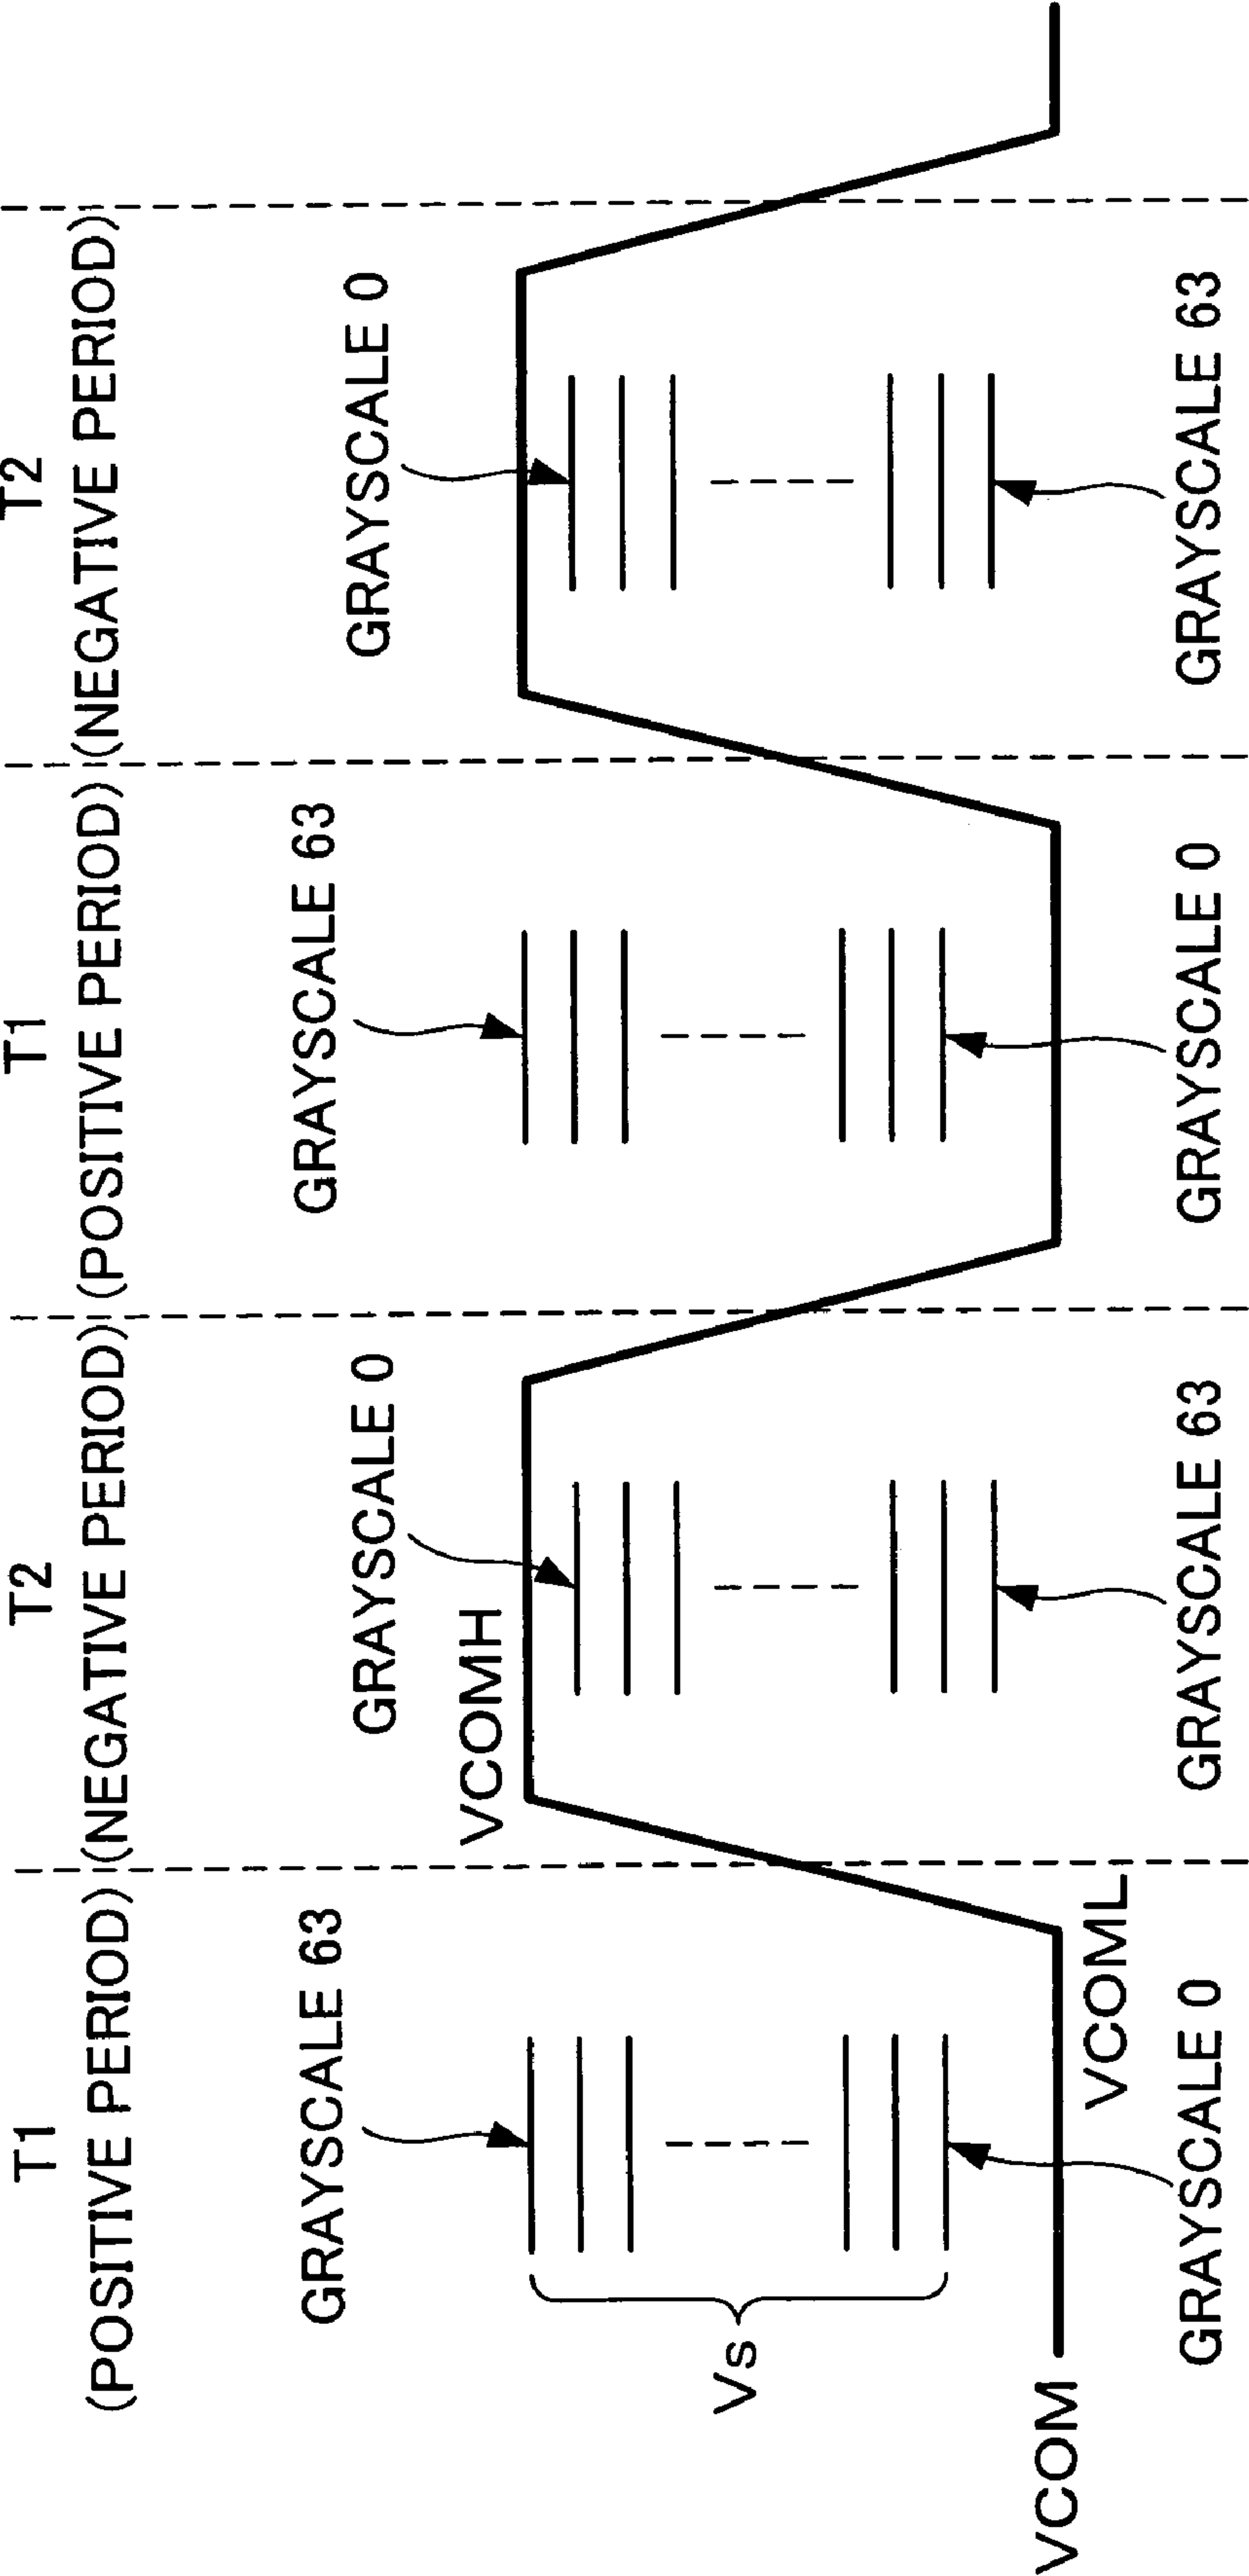 T1
(POSITIVE PERIOD)
T2
(NEGATIVE PERIOD)
T1
(POSITIVE PERIOD)
T2
(NEGATIVE PERIOD)
GRAYSCALE 63
GRAYSCALE 0
GRAYSCALE 63
GRAYSCALE 0
VCOMH
Vs
VCOM
VCOML
GRAYSCALE 0
GRAYSCALE 63
GRAYSCALE 0
GRAYSCALE 63